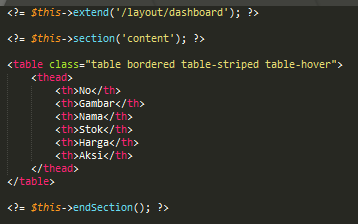 <?= $this->extend('/layout/dashboard'); ?>
<?= $this->section('content'); ?>
<table class="table bordered table-striped table-hover">
<thead>
<th>No</th>
<th>Gambar</th>
<th>Nama</th>
<th>Stok</th>
<th>Harga</th>
<th>Aksi</th>
</thead>
</table>
<?= $this->endSection(); ?>